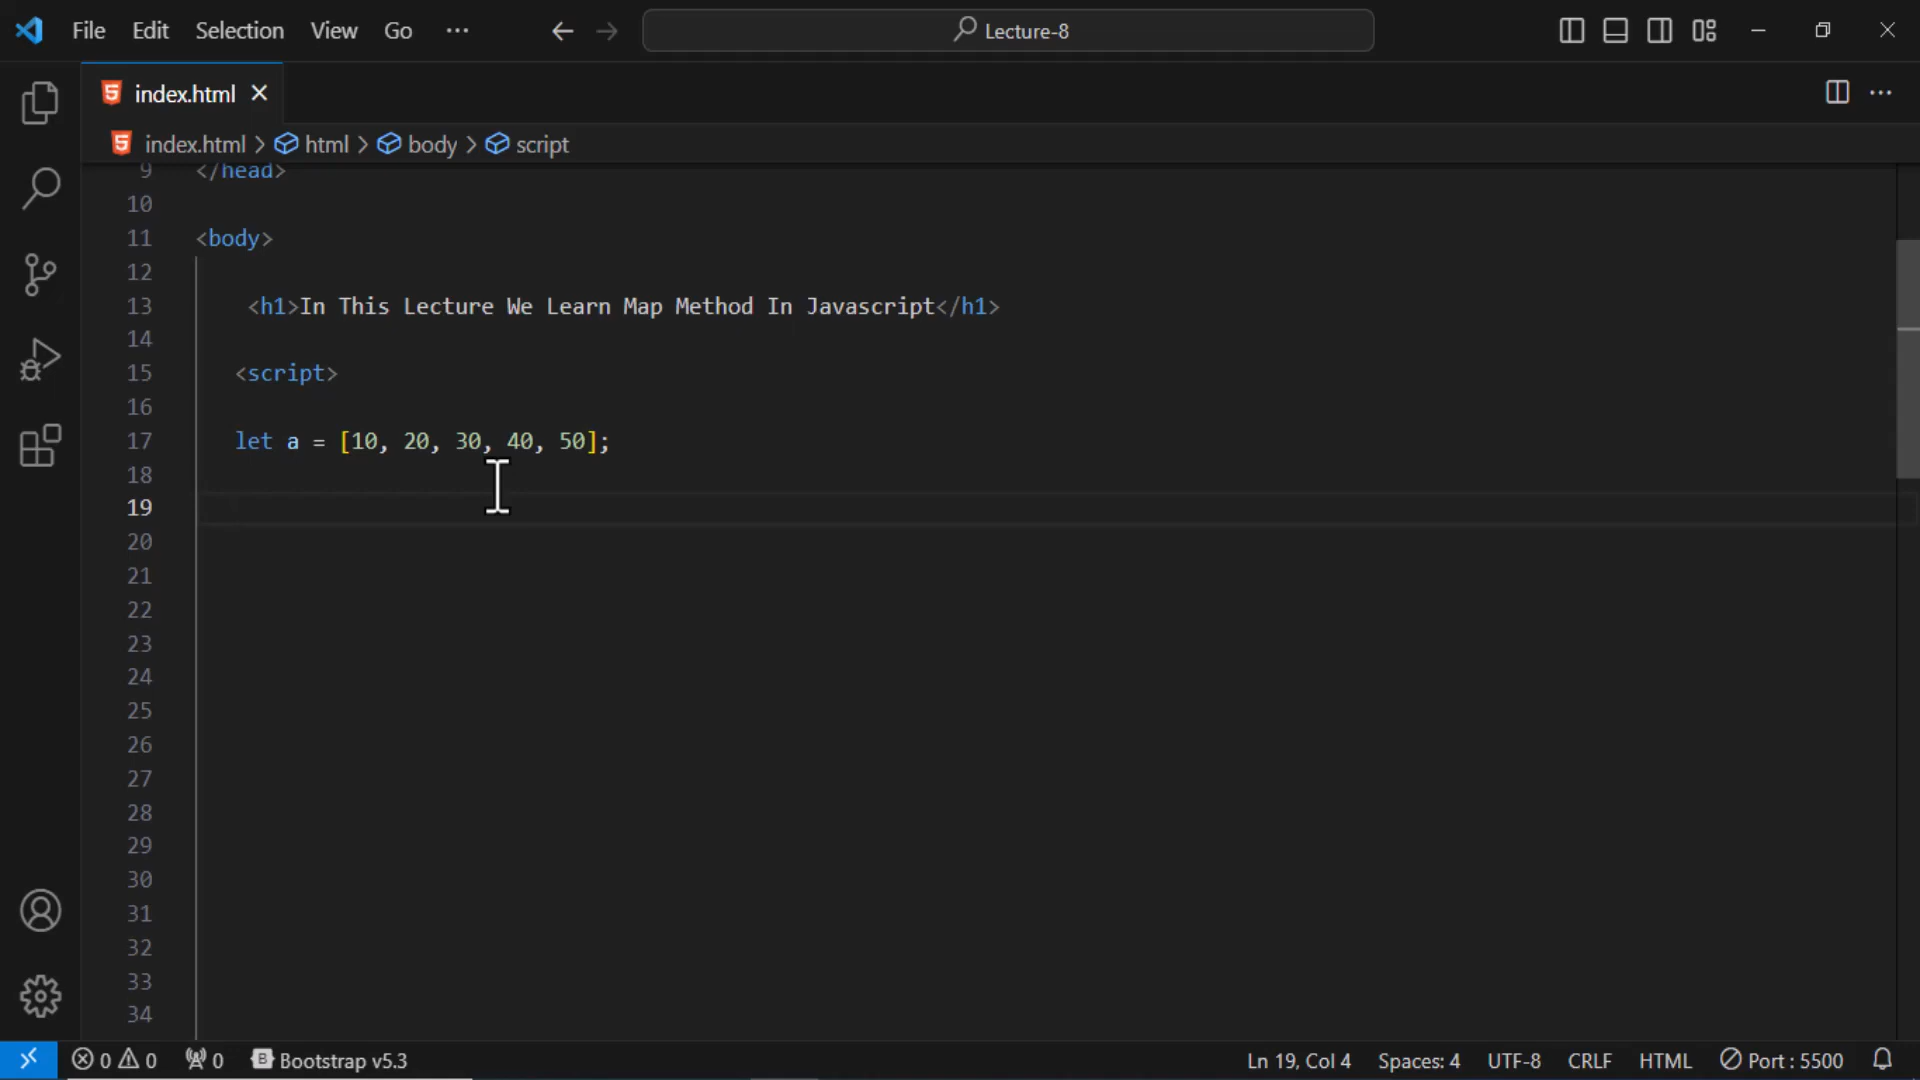 File Edit Selection View Go ··· Lecture-8
index.html
index.html > html > body > script
9 </head>
10
11 <body>
12
13 <h1>In This Lecture We Learn Map Method In Javascript</h1>
14
15 <script>
16
17 let a = [10, 20, 30, 40, 50];
18
19
20
21
22
23
24
25
26
27
28
29
30
31
32
33
34
0 0 0 B Bootstrap v5.3 Ln 19, Col 4 Spaces: 4 UTF-8 CRLF HTML Port : 5500